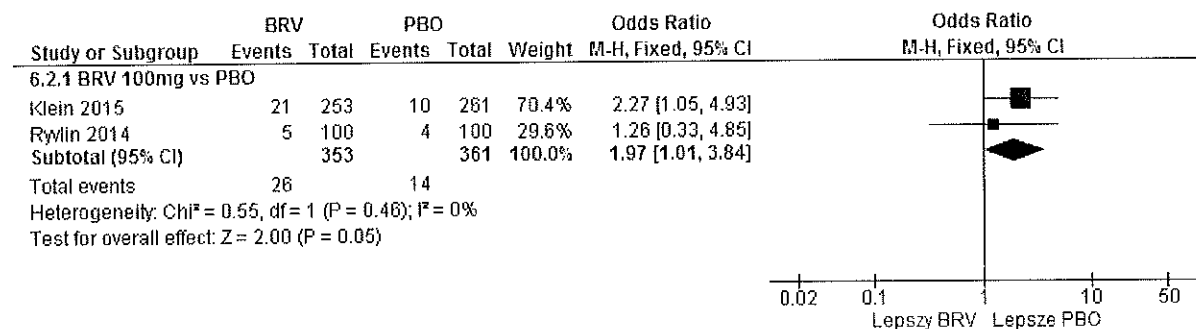 BRV PBO Odds Ratio Odds Ratio
Study or Subgroup Events Total Events Total Weight M-H, Fixed, 95% CI M-H, Fixed, 95% CI
6.2.1 BRV 100mg vs PBO
Klein 2015 21 253 10 261 70.4% 2.27 [1.05, 4.93]
Ryvlin 2014 5 100 4 100 29.6% 1.26 [0.33, 4.85]
Subtotal (95% CI) 353 361 100.0% 1.97 [1.01, 3.84]
Total events 26 14
Heterogeneity: Chi² = 0.55, df = 1 (P = 0.46); I² = 0%
Test for overall effect: Z = 2.00 (P = 0.05)
0.02 0.1 1 10 50
Lepszy BRV Lepsze PBO